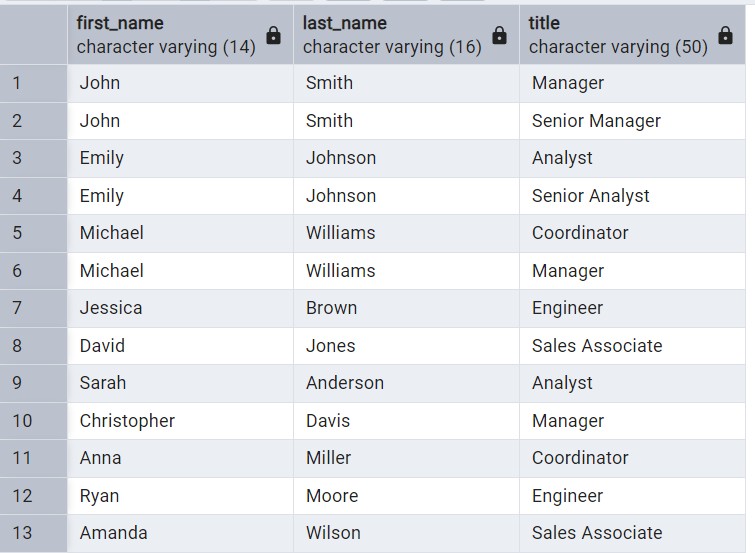 first_name last_name title
character varying (14) character varying (16) character varying (50)
1 John Smith Manager
2 John Smith Senior Manager
3 Emily Johnson Analyst
4 Emily Johnson Senior Analyst
5 Michael Williams Coordinator
6 Michael Williams Manager
7 Jessica Brown Engineer
8 David Jones Sales Associate
9 Sarah Anderson Analyst
10 Christopher Davis Manager
11 Anna Miller Coordinator
12 Ryan Moore Engineer
13 Amanda Wilson Sales Associate